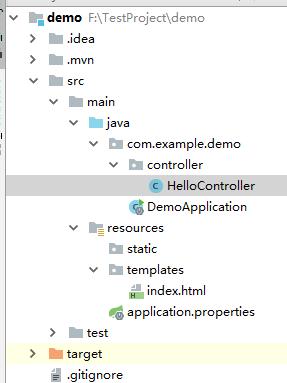 demo F:\TestProject\demo
.idea
.mvn
src
main
java
com.example.demo
controller
HelloController
DemoApplication
resources
static
templates
index.html
application.properties
test
target
.gitignore